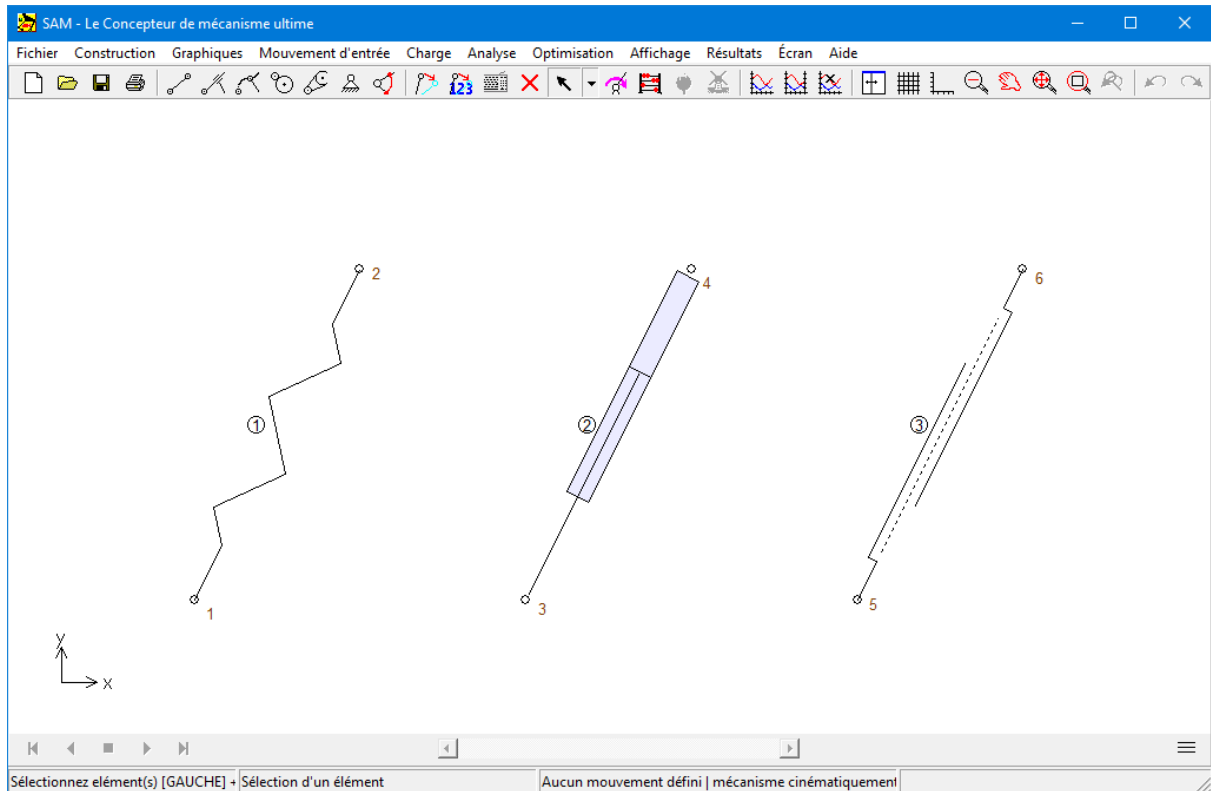 SAM - Le Concepteur de mécanisme ultime
Fichier Construction Graphiques Mouvement d'entrée Charge Analyse Optimisation Affichage Résultats Écran Aide
123
2 4 6
1 2 3
1 3 5
y
x
Sélectionnez elément(s) [GAUCHE] + Sélection d'un élément Aucun mouvement défini | mécanisme cinématiquement